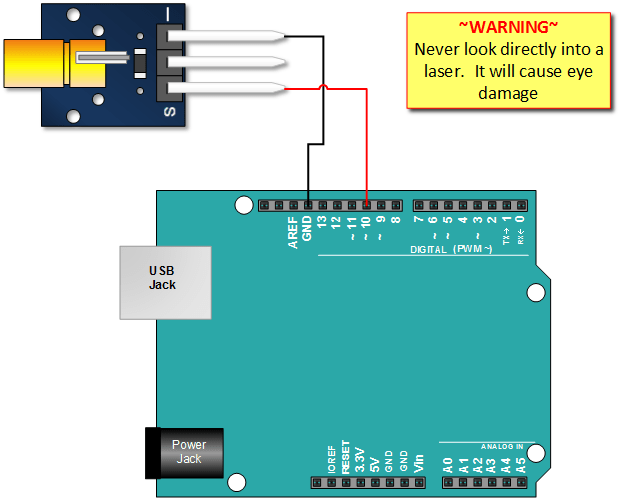 ~WARNING~
Never look directly into a
laser. It will cause eye
damage
–
S
AREF
GND
13
12
~ 11
~ 10
~ 9
8
7
~ 6
~ 5
4
~ 3
2
TX→ 1
RX← 0
DIGITAL (PWM ~)
USB
Jack
Power
Jack
IOREF
RESET
3.3V
5V
GND
GND
Vin
ANALOG IN
A0
A1
A2
A3
A4
A5